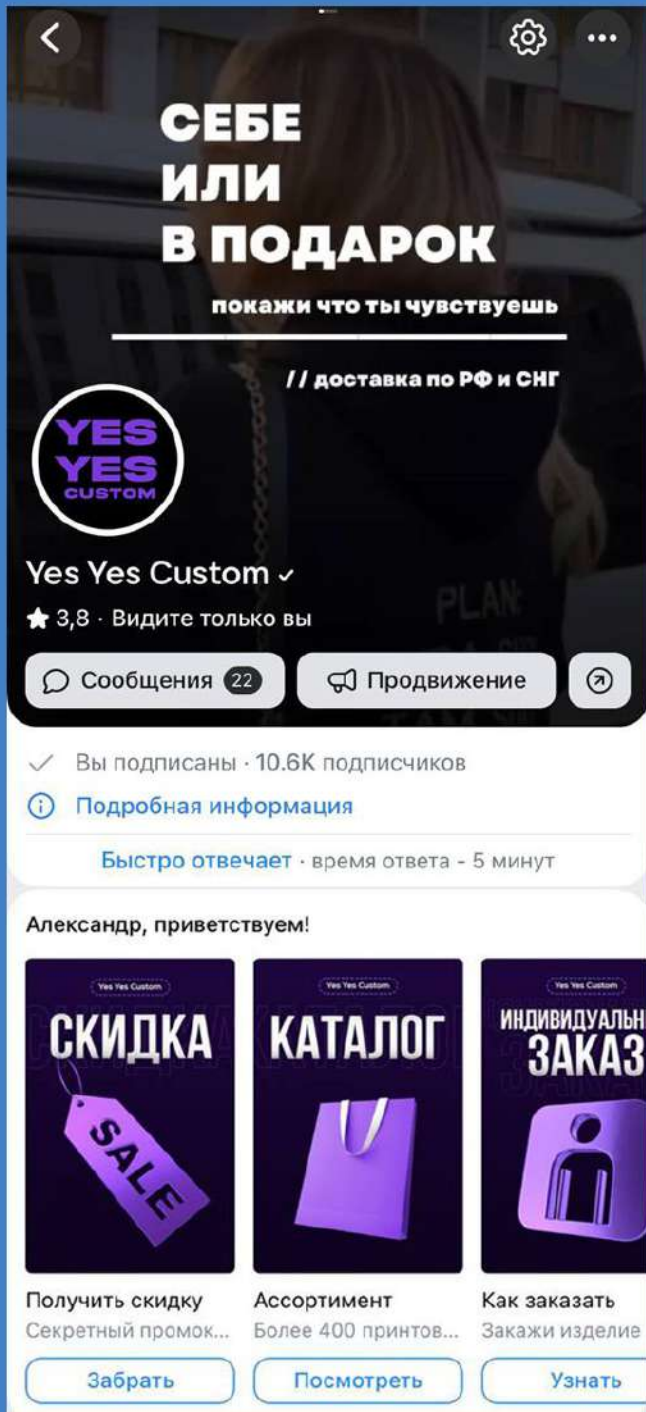 СЕБЕ
ИЛИ
В ПОДАРОК
покажи что ты чувствуешь
// доставка по РФ и СНГ
YES
YES
CUSTOM
Yes Yes Custom
PLAN:
3,8 · Видите только вы
Сообщения 22
Продвижение
Вы подписаны · 10.6K подписчиков
Подробная информация
Быстро отвечает · время ответа - 5 минут
Александр, приветствуем!
Yes Yes Custom
СКИДКА
SALE
Получить скидку
Секретный промок...
Забрать
Yes Yes Custom
КАТАЛОГ
Ассортимент
Более 400 принтов...
Посмотреть
Yes Yes Custom
ИНДИВИДУАЛЬН
ЗАКАЗ
Как заказать
Закажи изделие
Узнать